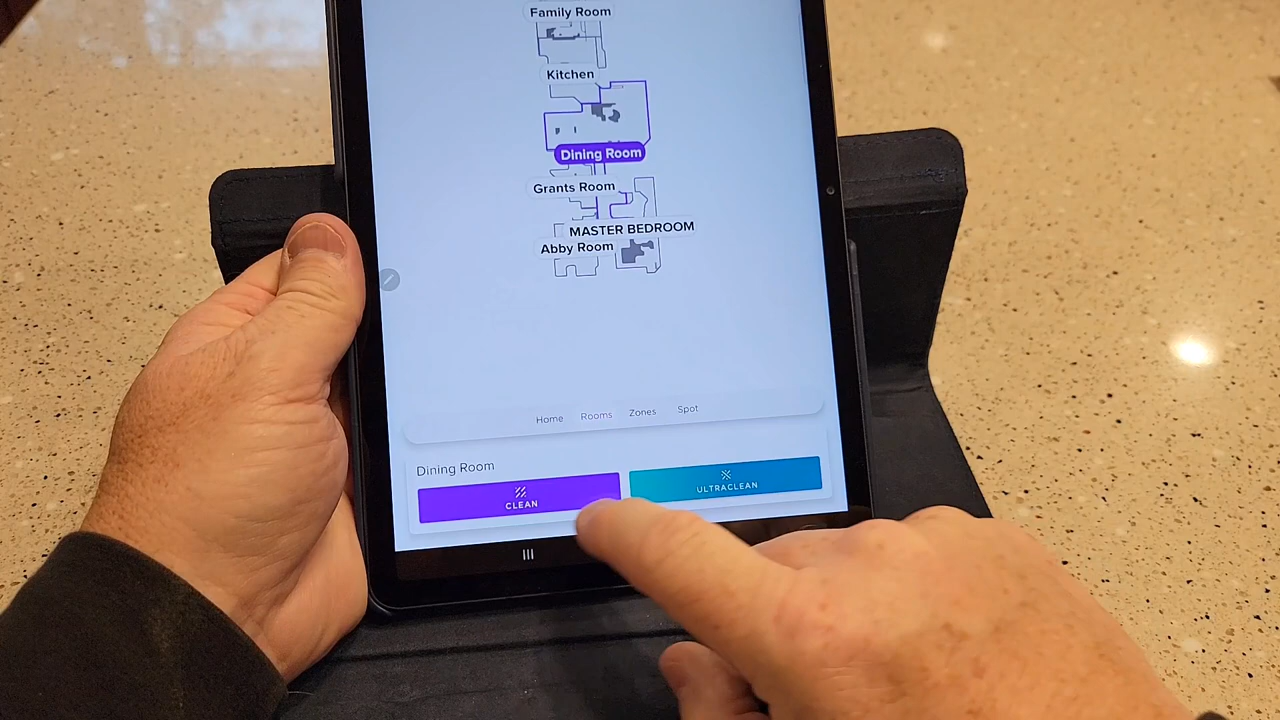 Family Room
Kitchen
Dining Room
Grants Room
MASTER BEDROOM
Abby Room
Home Rooms Zones Spot
Dining Room
CLEAN
ULTRACLEAN